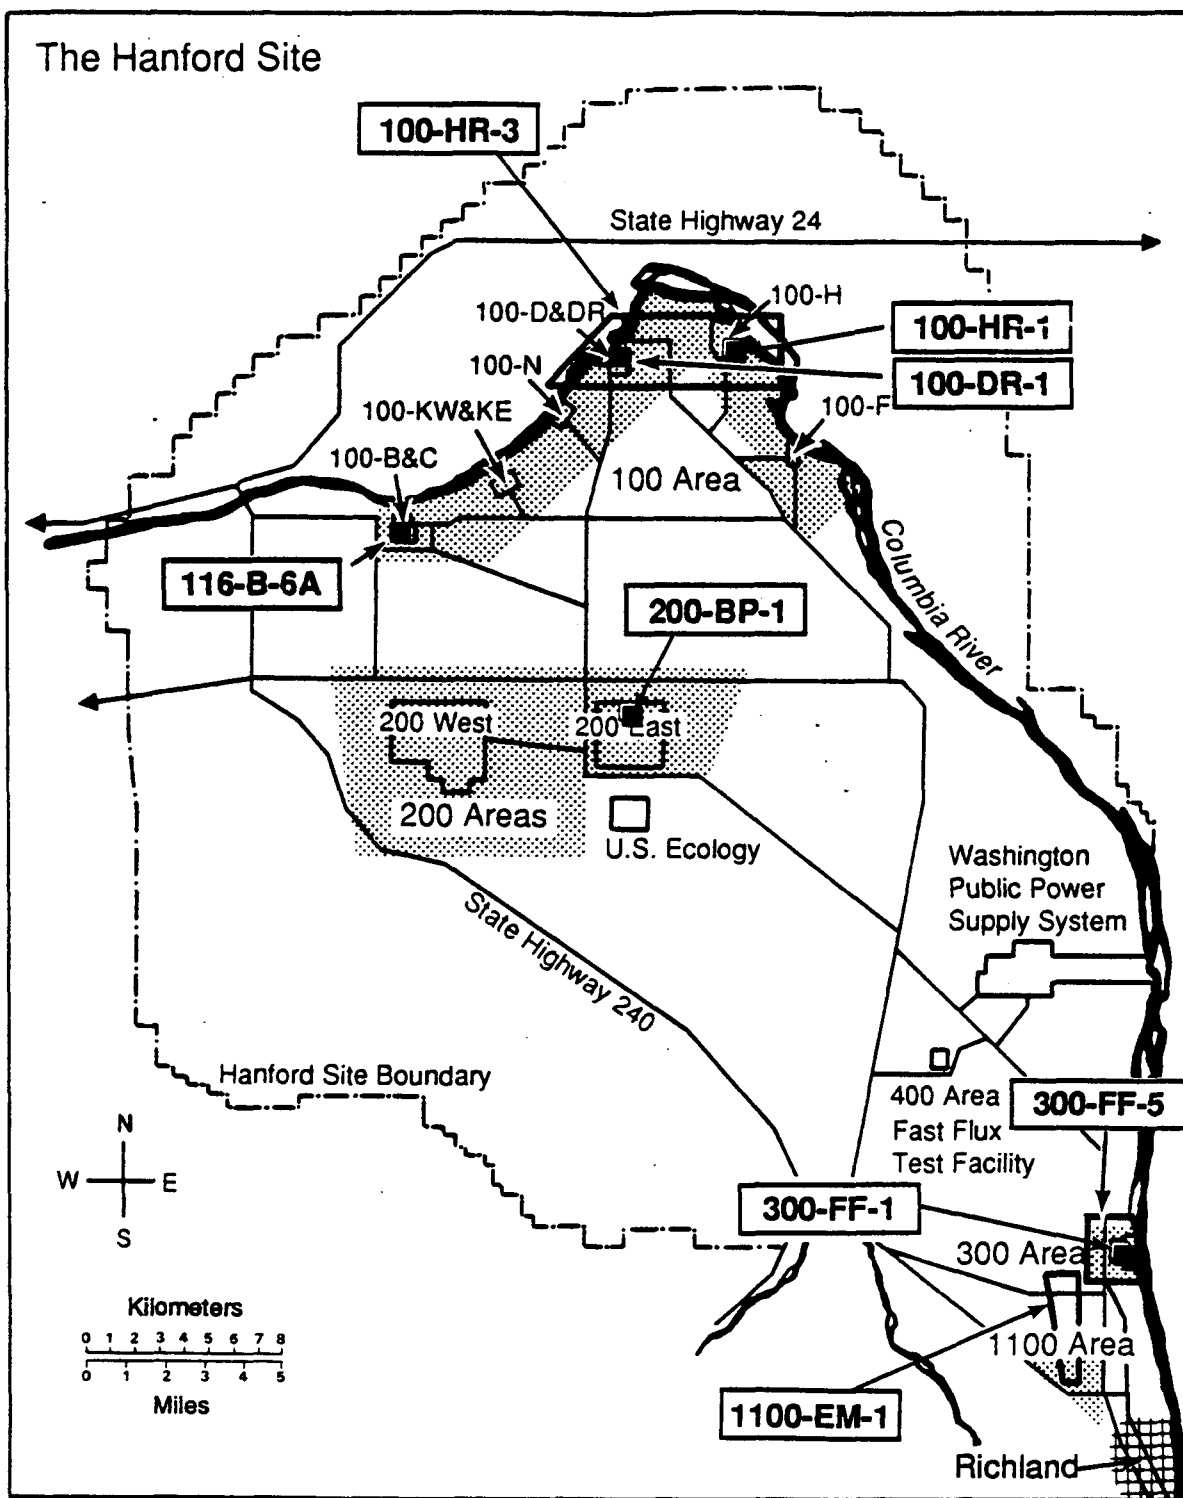 The Hanford Site
100-HR-3
State Highway 24
100-H
100-D&DR
100-HR-1
100-N
100-DR-1
100-KW&KE
100-F
100-B&C
100 Area
Columbia River
116-B-6A
200-BP-1
200 West
200 East
200 Areas
U.S. Ecology
Washington
Public Power
Supply System
State Highway 240
Hanford Site Boundary
400 Area
Fast Flux
Test Facility
300-FF-5
N
W
E
S
300-FF-1
300 Area
Kilometers
0 1 2 3 4 5 6 7 8
0 1 2 3 4 5
Miles
1100 Area
1100-EM-1
Richland